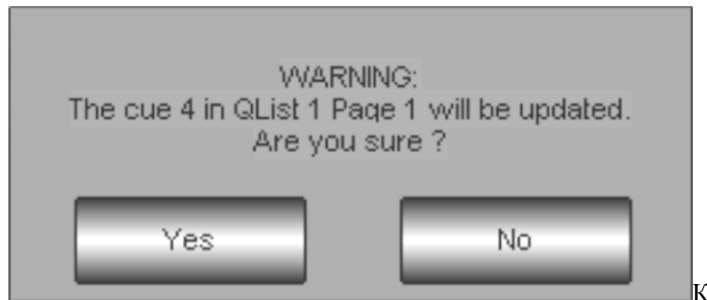 WARNING:
The cue 4 in QList 1 Page 1 will be updated.
Are you sure ?
Yes
No
К